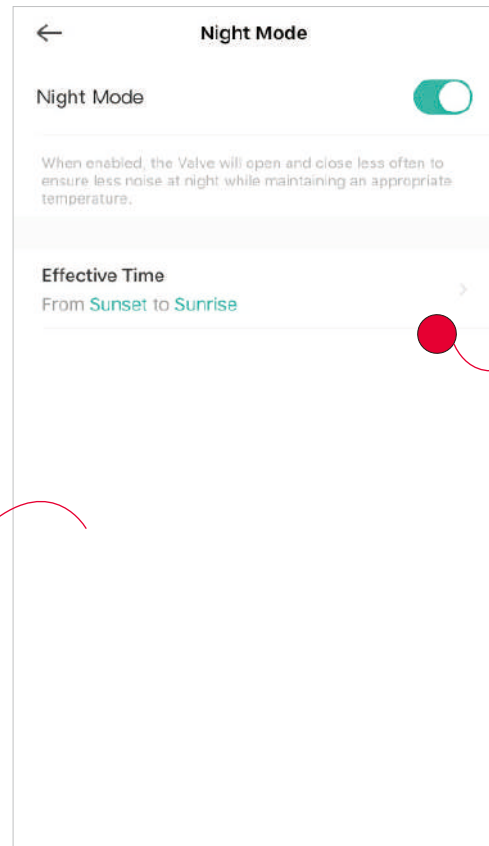 Night Mode
Night Mode
When enabled, the Valve will open and close less often to
ensure less noise at night while maintaining an appropriate
temperature.
Effective Time
From Sunset to Sunrise